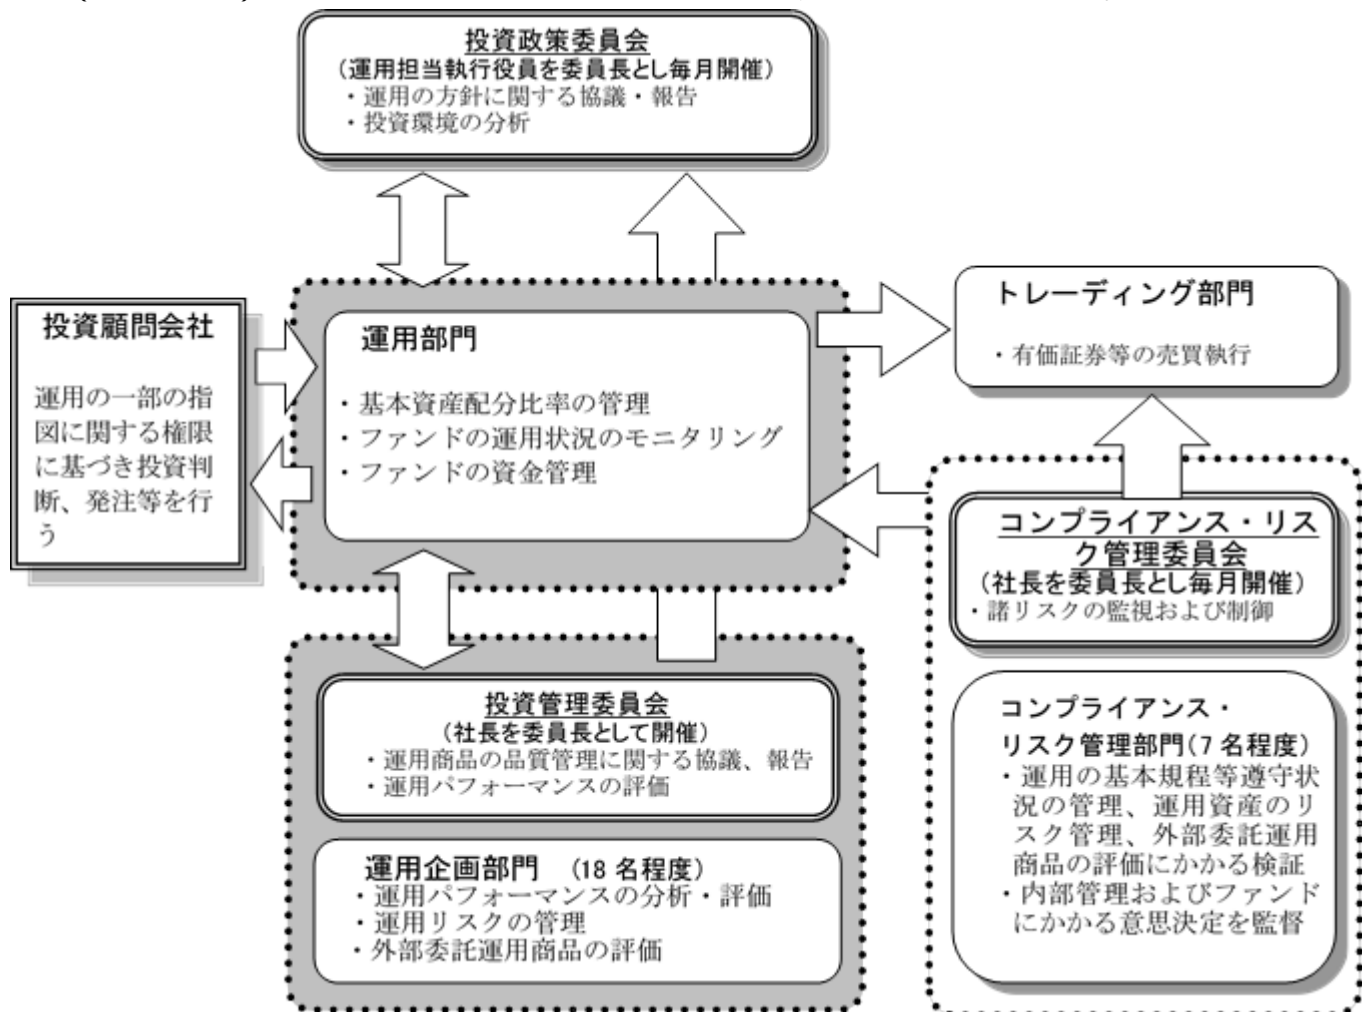 投資政策委員会
(運用担当執行役員を委員長とし毎月開催)
・運用の方針に関する協議・報告
・投資環境の分析
投資顧問会社
運用の一部の指
図に関する権限
に基づき投資判
断、発注等を行
う
運用部門
・基本資産配分比率の管理
・ファンドの運用状況のモニタリング
・ファンドの資金管理
トレーディング部門
・有価証券等の売買執行
コンプライアンス・リス
ク管理委員会
(社長を委員長とし毎月開催)
・諸リスクの監視および制御
投資管理委員会
(社長を委員長として開催)
・運用商品の品質管理に関する協議、報告
・運用パフォーマンスの評価
運用企画部門 (18 名程度)
・運用パフォーマンスの分析・評価
・運用リスクの管理
・外部委託運用商品の評価
コンプライアンス・
リスク管理部門(7 名程度)
・運用の基本規程等遵守状
況の管理、運用資産のリ
スク管理、外部委託運用
商品の評価にかかる検証
・内部管理およびファンド
にかかる意思決定を監督